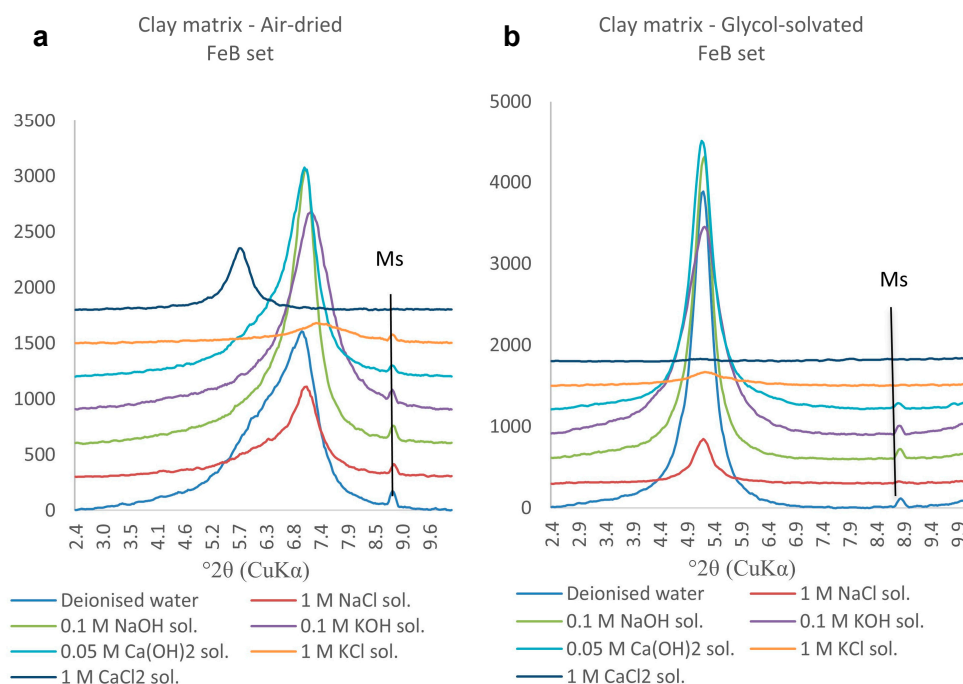 a
Clay matrix - Air-dried
FeB set
3500
3000
2500
2000
1500
1000
500
0
Ms
2.4 3.0 3.6 4.1 4.6 5.2 5.7 6.3 6.8 7.4 7.9 8.5 9.0 9.6
°2θ (CuKα)
Deionised water
1 M NaCl sol.
0.1 M NaOH sol.
0.1 M KOH sol.
0.05 M Ca(OH)2 sol.
1 M KCl sol.
1 M CaCl2 sol.
b
Clay matrix - Glycol-solvated
FeB set
5000
4000
3000
2000
1000
0
Ms
2.4 2.9 3.4 3.9 4.4 4.9 5.4 5.9 6.4 6.9 7.4 7.9 8.4 8.9 9.4 9.9
°2θ (CuKα)
Deionised water
1 M NaCl sol.
0.1 M NaOH sol.
0.1 M KOH sol.
0.05 M Ca(OH)2 sol.
1 M KCl sol.
1 M CaCl2 sol.